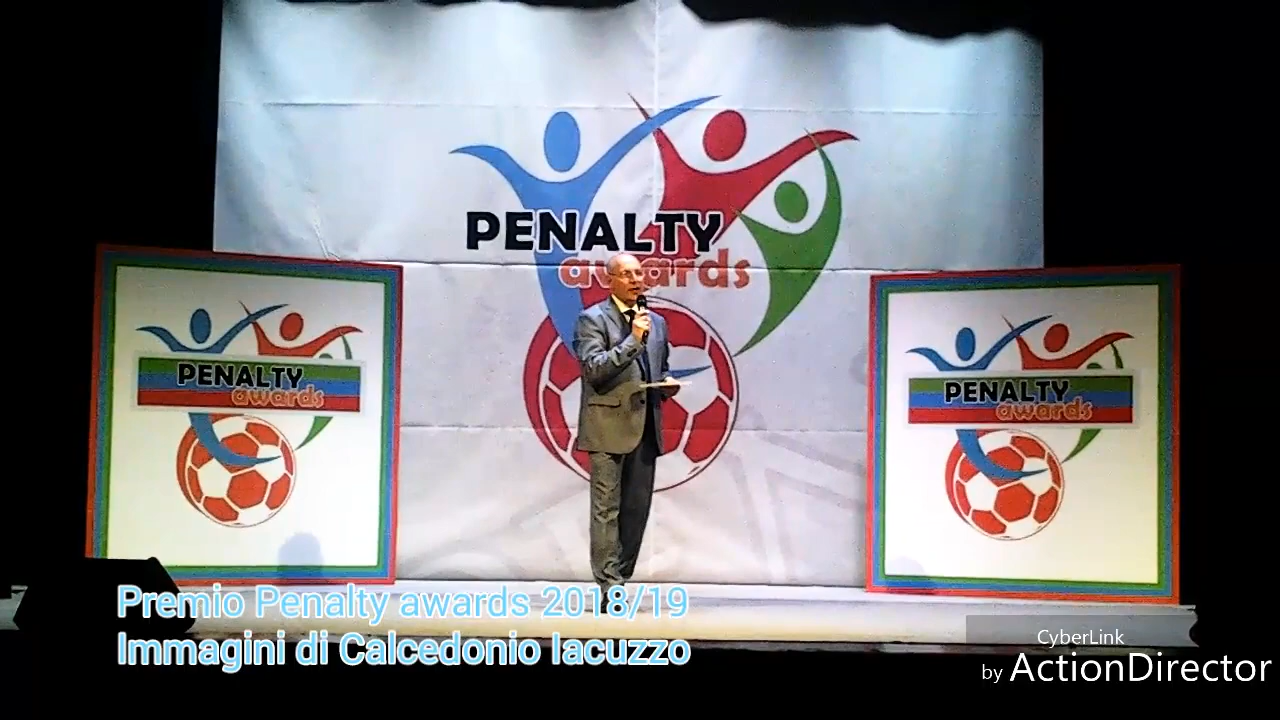 PENALTY
awards
PENALTY
awards
PENALTY
awards
Premio Penalty awards 2018/19
Immagini di Calcedonio Iacuzzo
CyberLink
by ActionDirector